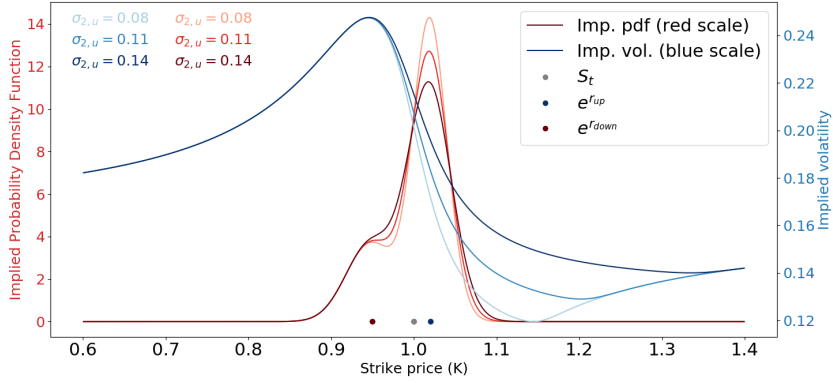 σ2,u = 0.08 σ2,u = 0.08
σ2,u = 0.11 σ2,u = 0.11
σ2,u = 0.14 σ2,u = 0.14
Imp. pdf (red scale)
Imp. vol. (blue scale)
St
e^rup
e^rdown
Implied Probability Density Function
14
12
10
8
6
4
2
0
0.24
0.22
0.20
0.18
0.16
0.14
0.12
Implied volatility
0.6 0.7 0.8 0.9 1.0 1.1 1.2 1.3 1.4
Strike price (K)